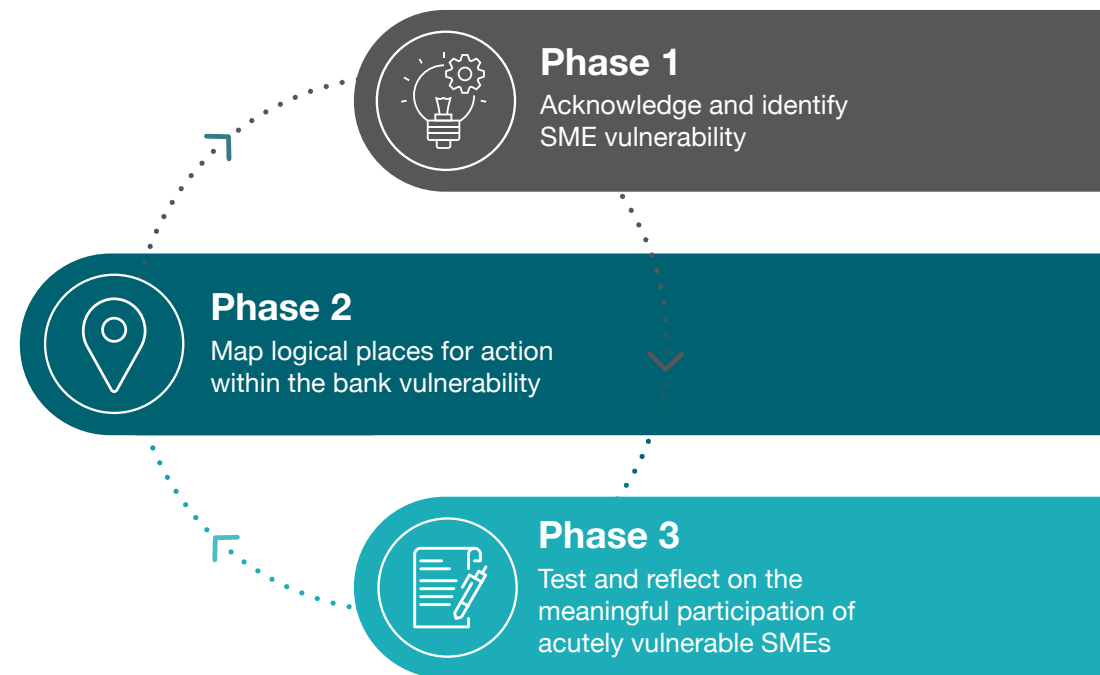 Phase 1
Acknowledge and identify
SME vulnerability
Phase 2
Map logical places for action
within the bank vulnerability
Phase 3
Test and reflect on the
meaningful participation of
acutely vulnerable SMEs